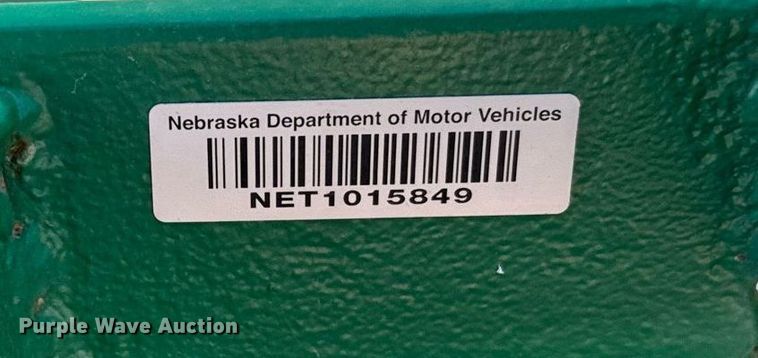 Nebraska Department of Motor Vehicles
NET1015849
Purple Wave Auction